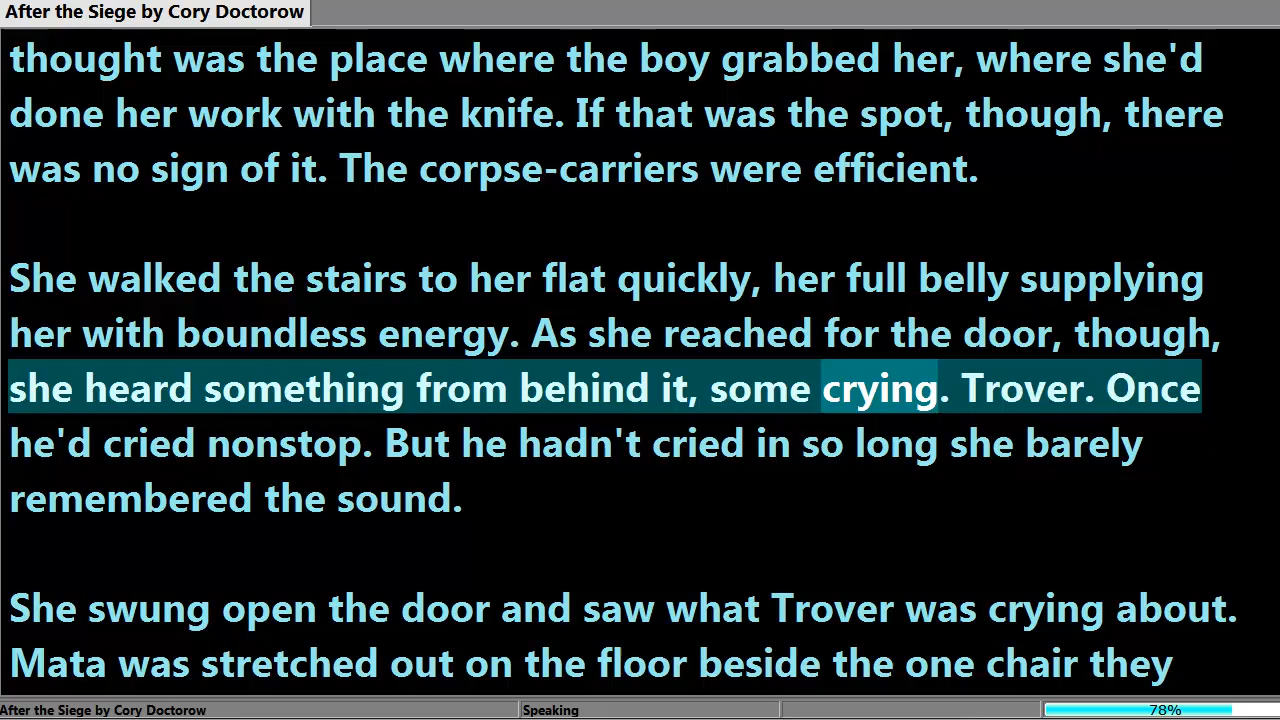 After the Siege by Cory Doctorow
thought was the place where the boy grabbed her, where she'd
done her work with the knife. If that was the spot, though, there
was no sign of it. The corpse-carriers were efficient.
She walked the stairs to her flat quickly, her full belly supplying
her with boundless energy. As she reached for the door, though,
she heard something from behind it, some crying. Trover. Once
he'd cried nonstop. But he hadn't cried in so long she barely
remembered the sound.
She swung open the door and saw what Trover was crying about.
Mata was stretched out on the floor beside the one chair they
After the Siege by Cory Doctorow
Speaking
78%